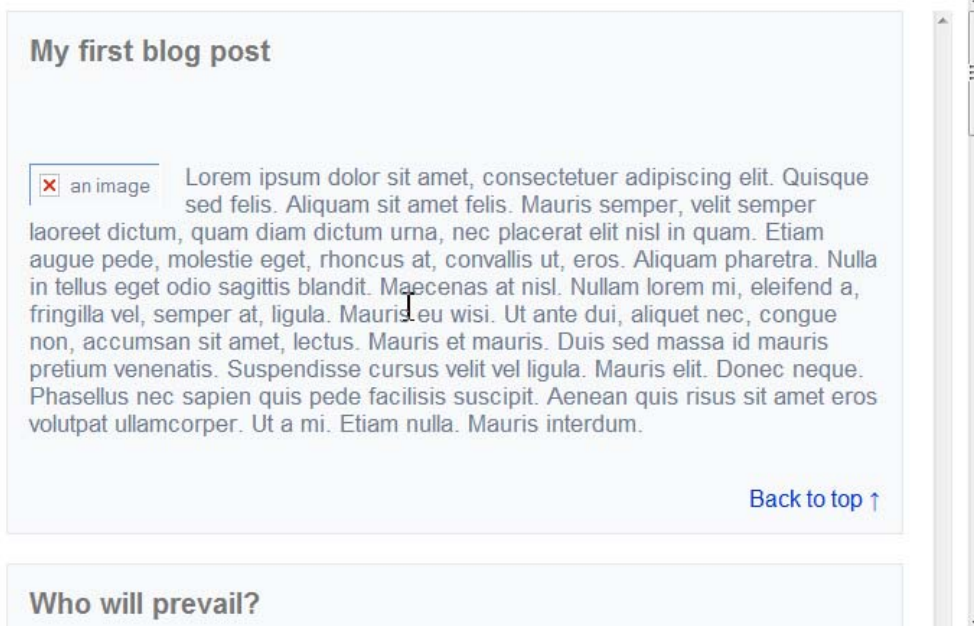 My first blog post
an image
Lorem ipsum dolor sit amet, consectetuer adipiscing elit. Quisque
sed felis. Aliquam sit amet felis. Mauris semper, velit semper
laoreet dictum, quam diam dictum urna, nec placerat elit nisl in quam. Etiam
augue pede, molestie eget, rhoncus at, convallis ut, eros. Aliquam pharetra. Nulla
in tellus eget odio sagittis blandit. Maecenas at nisl. Nullam lorem mi, eleifend a,
fringilla vel, semper at, ligula. Mauris eu wisi. Ut ante dui, aliquet nec, congue
non, accumsan sit amet, lectus. Mauris et mauris. Duis sed massa id mauris
pretium venenatis. Suspendisse cursus velit vel ligula. Mauris elit. Donec neque.
Phasellus nec sapien quis pede facilisis suscipit. Aenean quis risus sit amet eros
volutpat ullamcorper. Ut a mi. Etiam nulla. Mauris interdum.
Back to top ↑
Who will prevail?